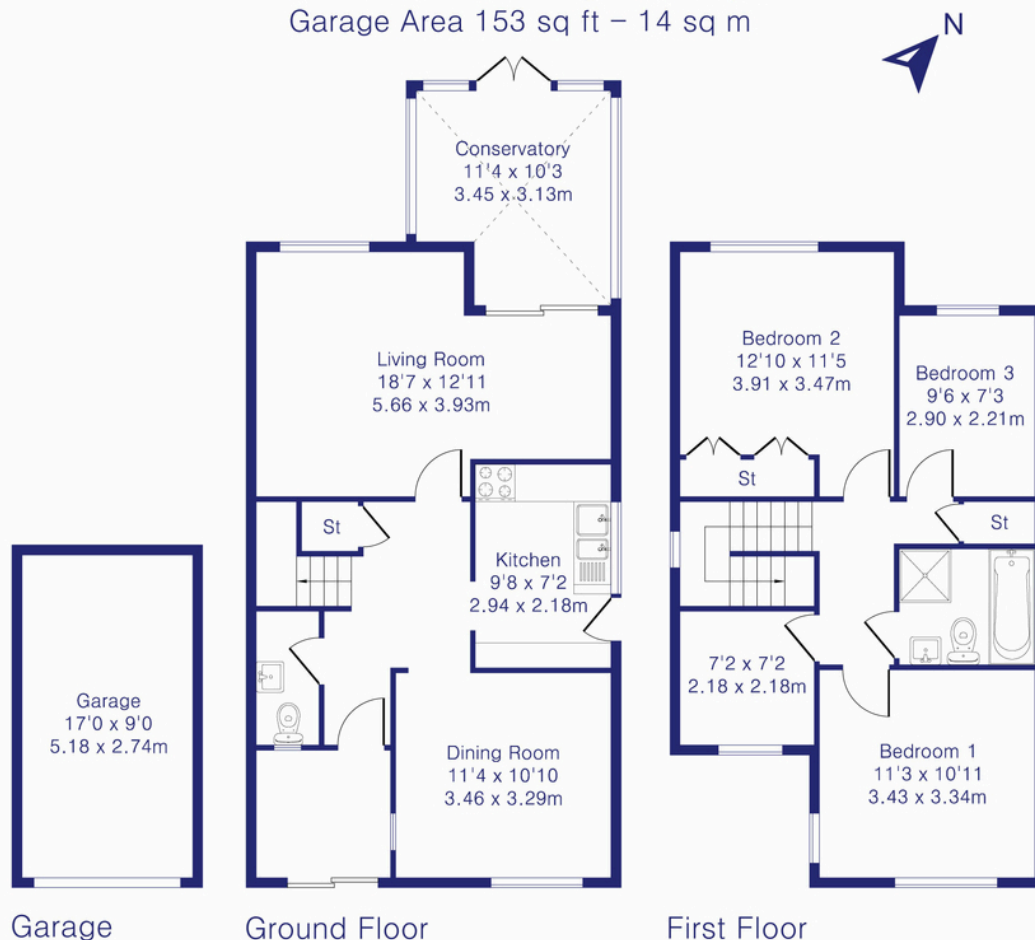 Garage Area 153 sq ft – 14 sq m
N
Conservatory
11'4 x 10'3
3.45 x 3.13m
Living Room
18'7 x 12'11
5.66 x 3.93m
St
Kitchen
9'8 x 7'2
2.94 x 2.18m
Dining Room
11'4 x 10'10
3.46 x 3.29m
Garage
17'0 x 9'0
5.18 x 2.74m
Bedroom 2
12'10 x 11'5
3.91 x 3.47m
Bedroom 3
9'6 x 7'3
2.90 x 2.21m
St
St
7'2 x 7'2
2.18 x 2.18m
Bedroom 1
11'3 x 10'11
3.43 x 3.34m
Garage
Ground Floor
First Floor